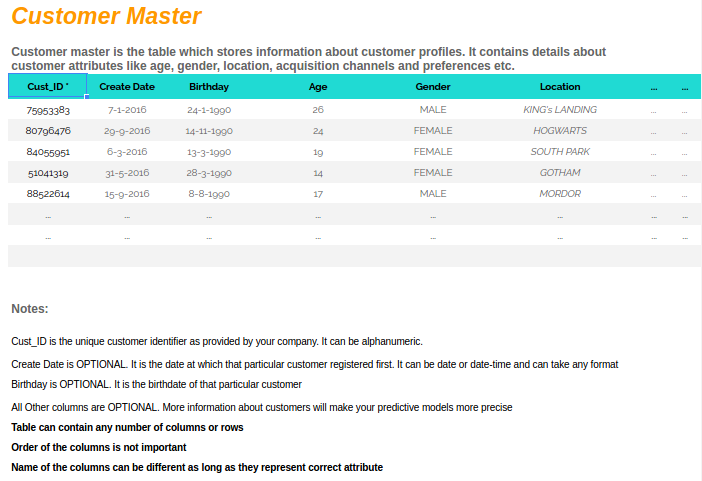 Customer Master
Customer master is the table which stores information about customer profiles. It contains details about
customer attributes like age, gender, location, acquisition channels and preferences etc.
Cust_ID * Create Date Birthday Age Gender Location ... ...
75953383 7-1-2016 24-1-1990 26 MALE KING's LANDING ... ...
80796476 29-9-2016 14-11-1990 24 FEMALE HOGWARTS ... ...
84055951 6-3-2016 13-3-1990 19 FEMALE SOUTH PARK ... ...
51041319 31-5-2016 28-3-1990 14 FEMALE GOTHAM ... ...
88522614 15-9-2016 8-8-1990 17 MALE MORDOR ... ...
... ... ... ... ... ... ... ...
... ... ... ... ... ... ... ...
Notes:
Cust_ID is the unique customer identifier as provided by your company. It can be alphanumeric.
Create Date is OPTIONAL. It is the date at which that particular customer registered first. It can be date or date-time and can take any format
Birthday is OPTIONAL. It is the birthdate of that particular customer
All Other columns are OPTIONAL. More information about customers will make your predictive models more precise
Table can contain any number of columns or rows
Order of the columns is not important
Name of the columns can be different as long as they represent correct attribute